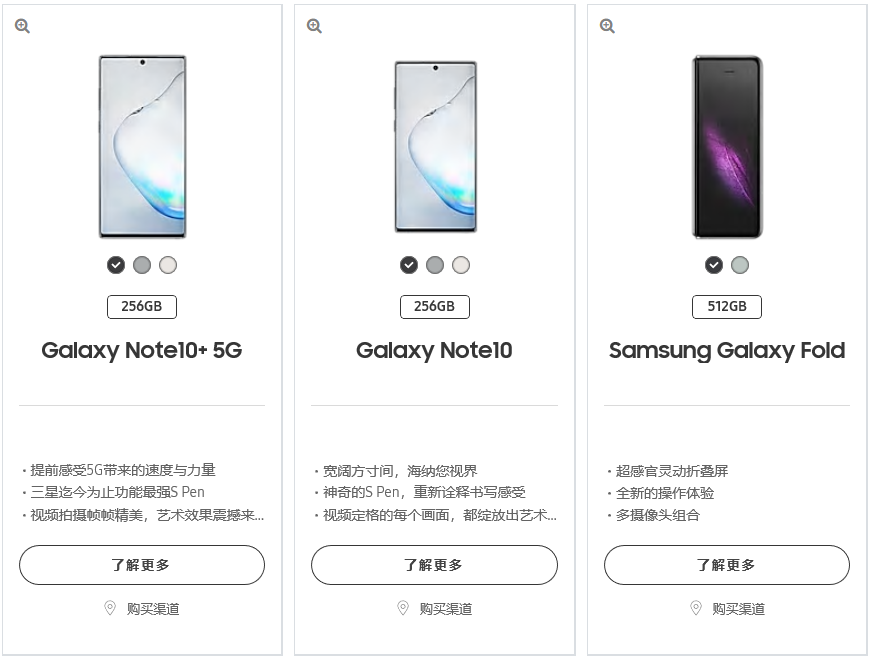 256GB
Galaxy Note10+ 5G
· 提前感受5G带来的速度与力量
· 三星迄今为止功能最强S Pen
· 视频拍摄帧帧精美，艺术效果震撼来...
了解更多
购买渠道
256GB
Galaxy Note10
· 宽阔方寸间，海纳您视界
· 神奇的S Pen，重新诠释书写感受
· 视频定格的每个画面，都绽放出艺术...
了解更多
购买渠道
512GB
Samsung Galaxy Fold
· 超感官灵动折叠屏
· 全新的操作体验
· 多摄像头组合
了解更多
购买渠道